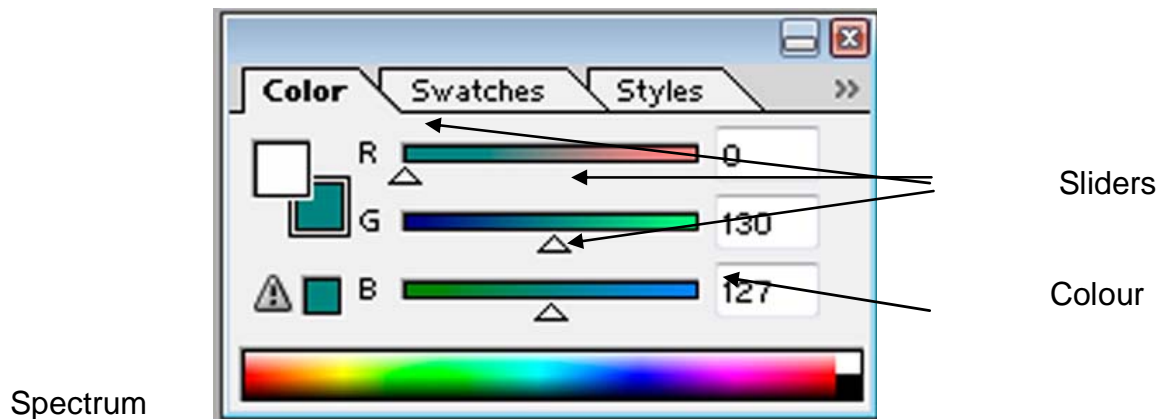 Color Swatches Styles »
R 0
Sliders
G 130
B 127
Colour
Spectrum